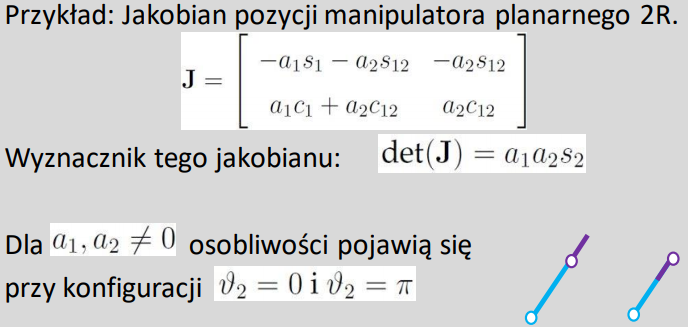 Przykład: Jakobian pozycji manipulatora planarnego 2R.
J = [ −a₁s₁ − a₂s₁₂  −a₂s₁₂
a₁c₁ + a₂c₁₂  a₂c₁₂ ]
Wyznacznik tego jakobianu: det(J) = a₁a₂s₂
Dla a₁, a₂ ≠ 0 osobliwości pojawią się
przy konfiguracji ϑ₂ = 0 i ϑ₂ = π